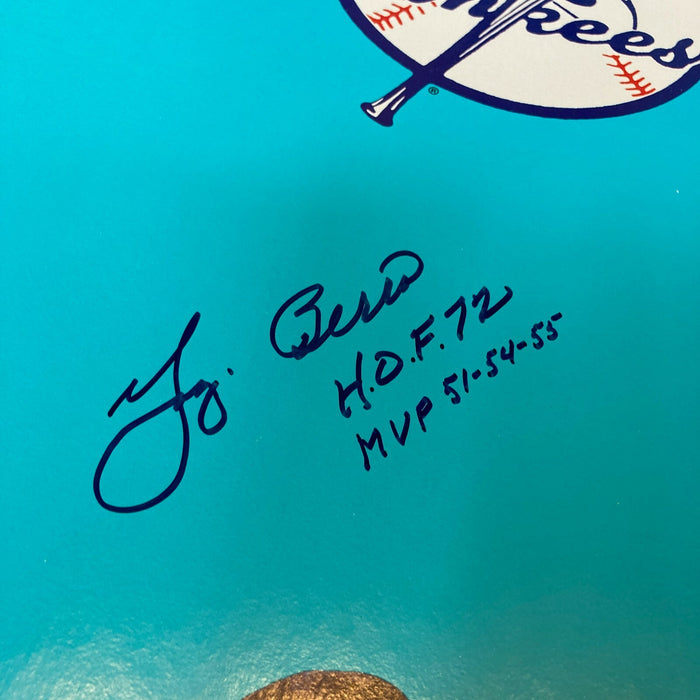 Yankees
®
Yogi Berra
H.O.F. 72
MVP 51-54-55